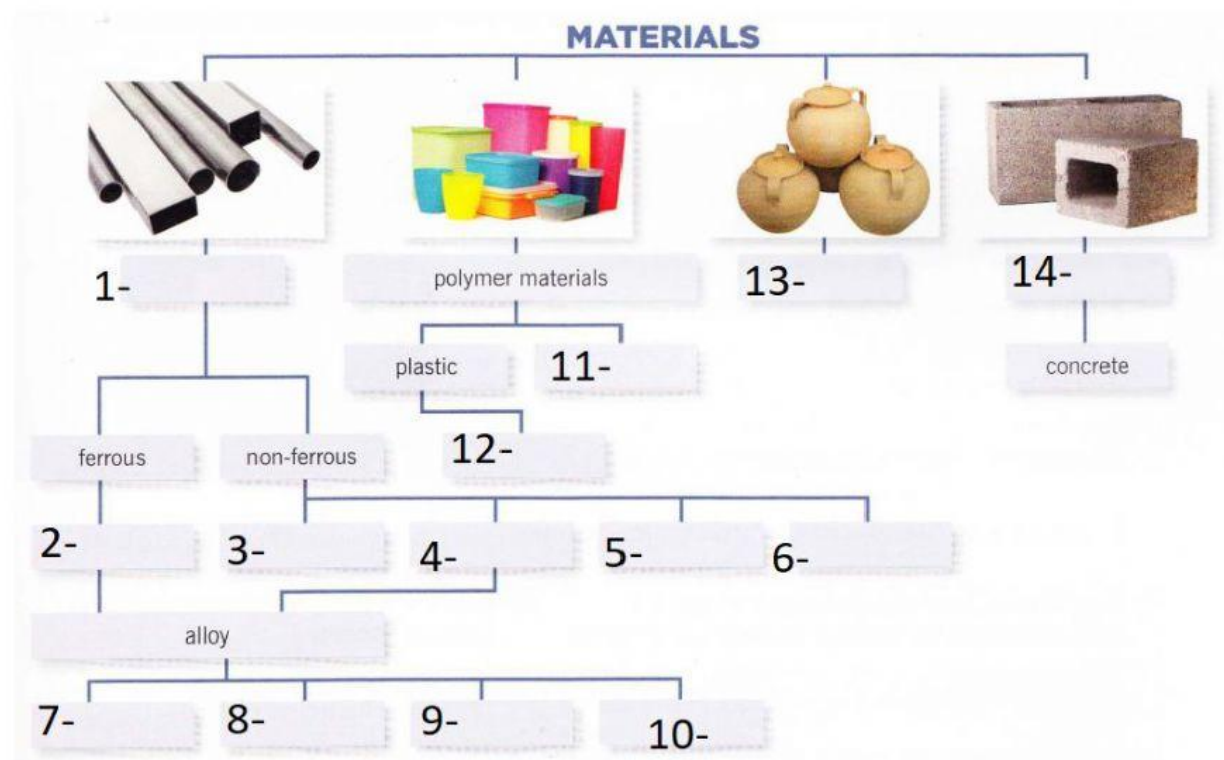 MATERIALS
1-
polymer materials
13-
14-
plastic
11-
concrete
ferrous
non-ferrous
12-
2-
3-
4-
5-
6-
alloy
7-
8-
9-
10-